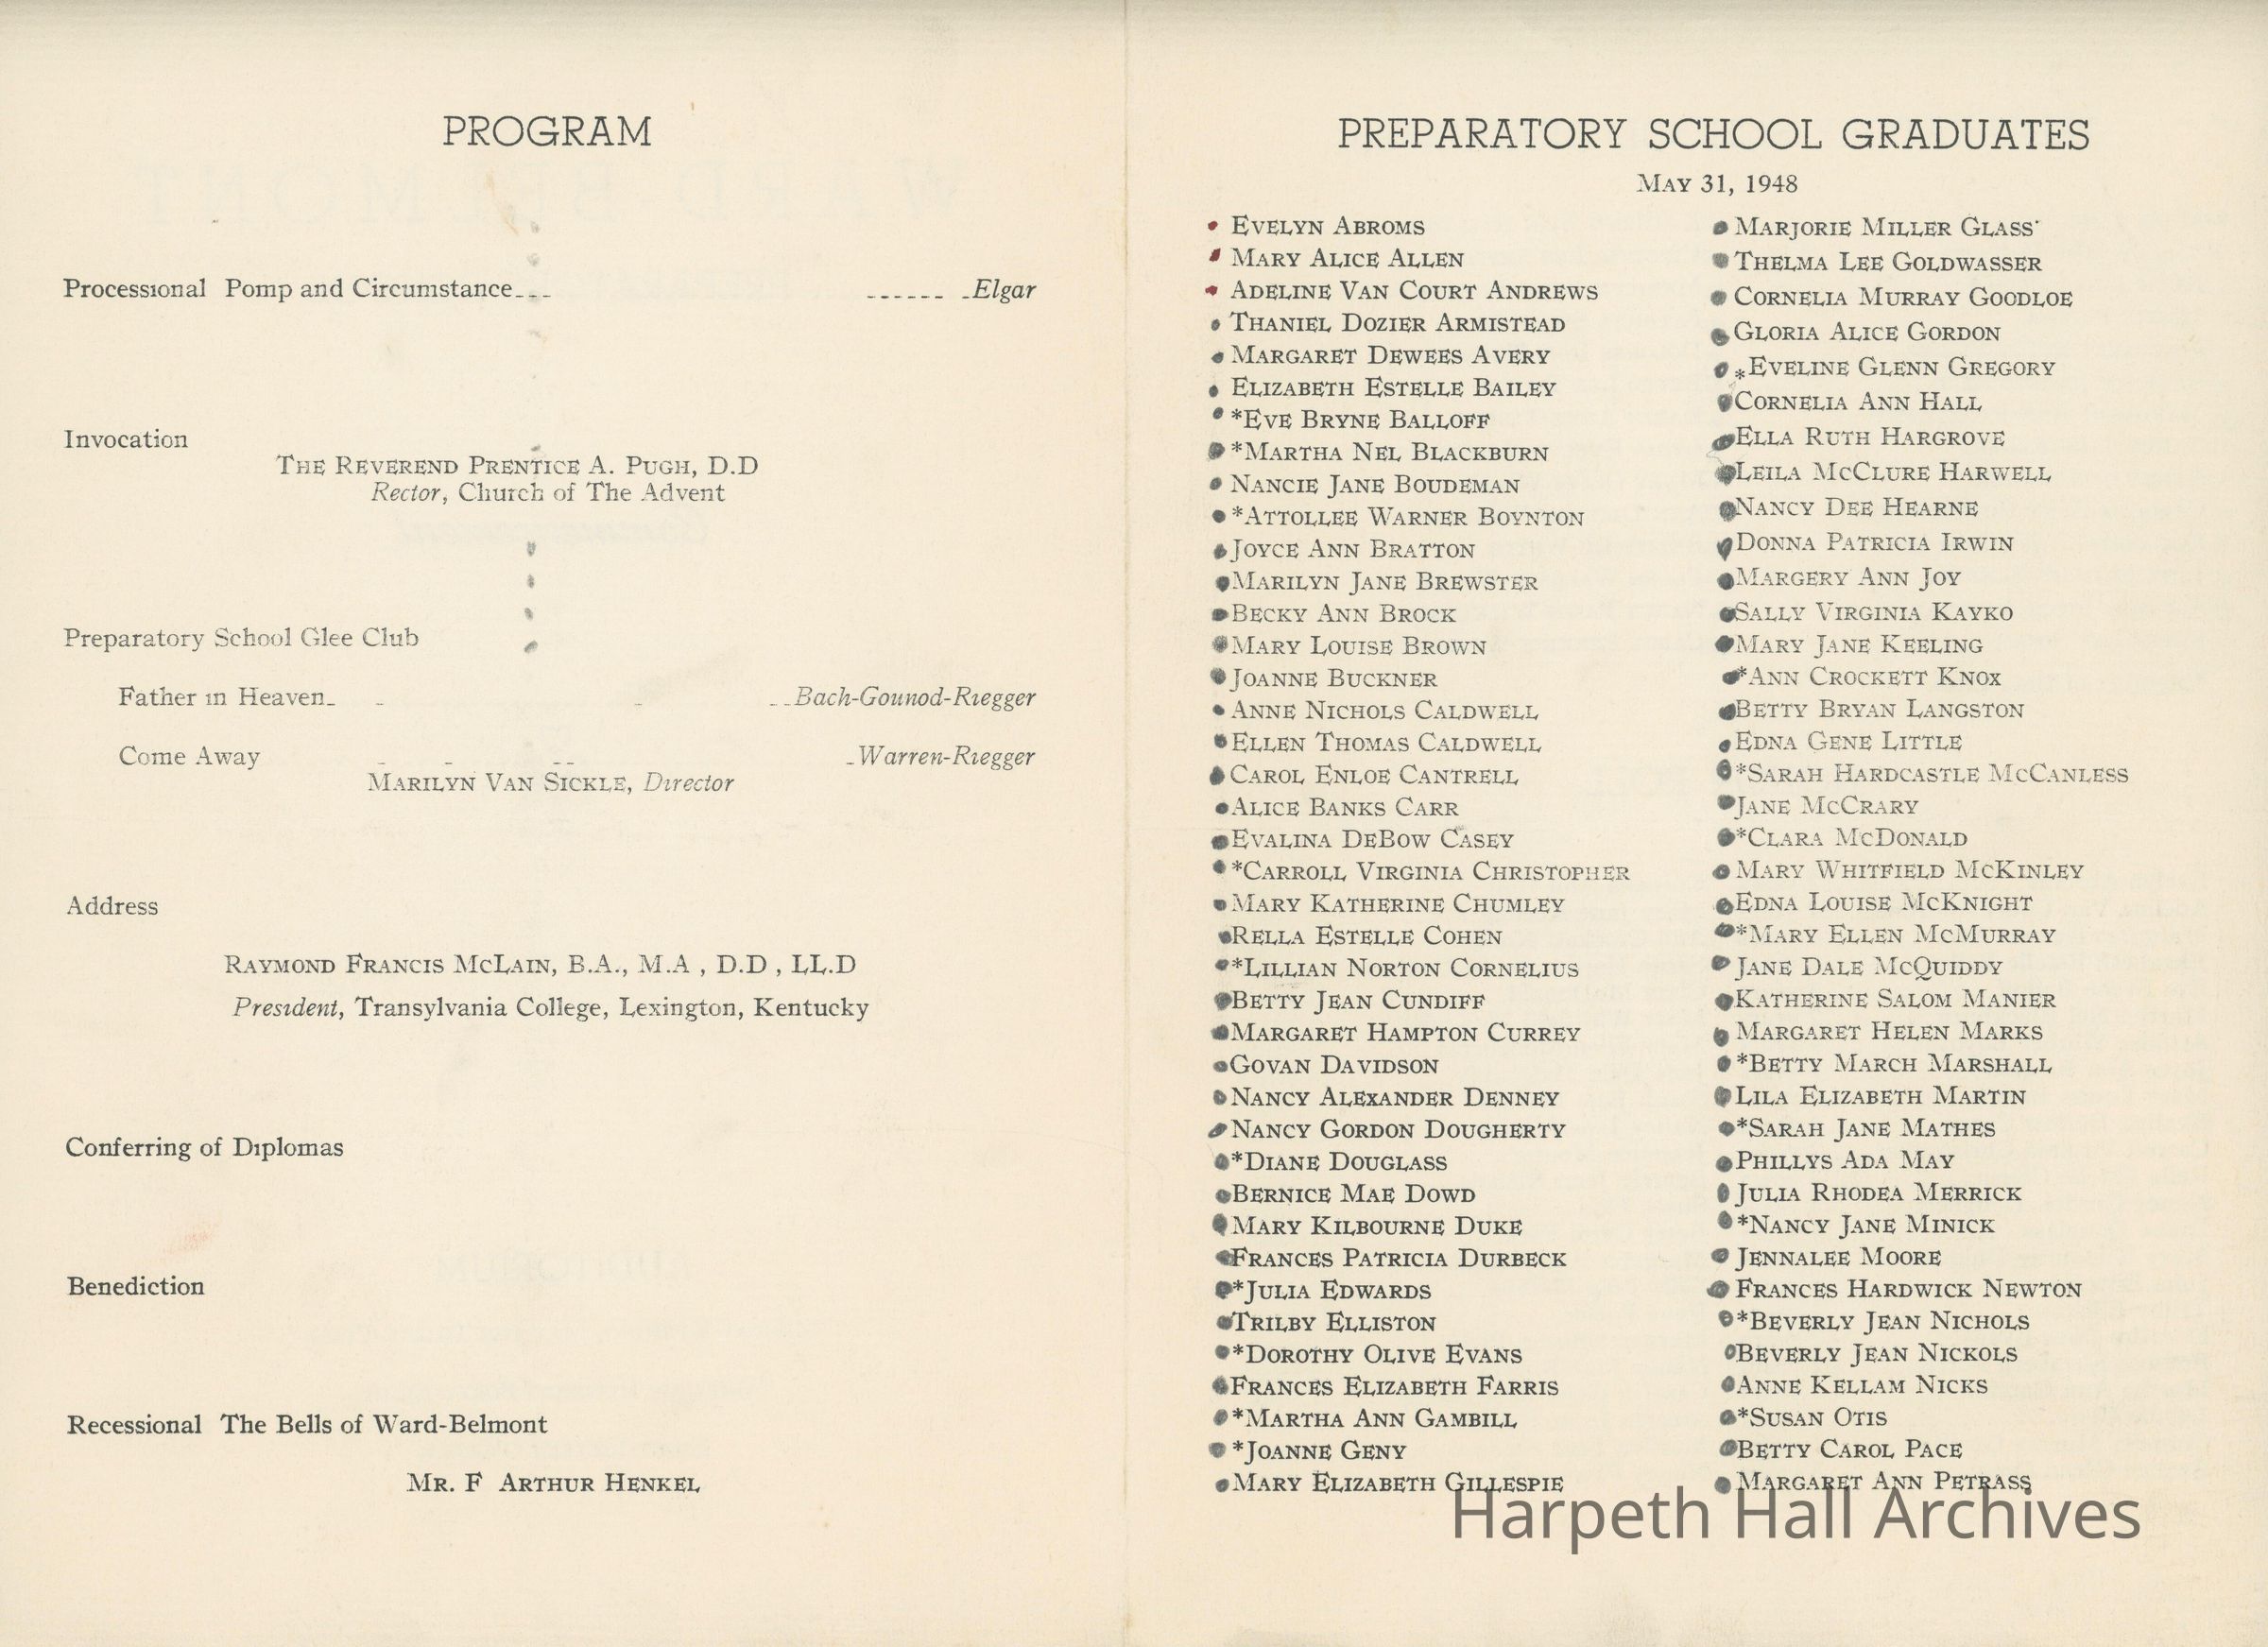 PROGRAM
Processional Pomp and Circumstance... ...... .Elgar
Invocation
THE REVEREND PRENTICE A. PUGH, D.D
Rector, Church of The Advent
Preparatory School Glee Club
Father in Heaven. . . ..Bach-Gounod-Riegger
Come Away . . .. .Warren-Riegger
MARILYN VAN SICKLE, Director
Address
RAYMOND FRANCIS MCLAIN, B.A., M.A , D.D , LL.D
President, Transylvania College, Lexington, Kentucky
Conferring of Diplomas
Benediction
Recessional The Bells of Ward-Belmont
MR. F ARTHUR HENKEL
PREPARATORY SCHOOL GRADUATES
MAY 31, 1948
EVELYN ABROMS
MARY ALICE ALLEN
ADELINE VAN COURT ANDREWS
THANIEL DOZIER ARMISTEAD
MARGARET DEWEES AVERY
ELIZABETH ESTELLE BAILEY
*EVE BRYNE BALLOFF
*MARTHA NEL BLACKBURN
NANCIE JANE BOUDEMAN
*ATTOLLEE WARNER BOYNTON
JOYCE ANN BRATTON
MARILYN JANE BREWSTER
BECKY ANN BROCK
MARY LOUISE BROWN
JOANNE BUCKNER
ANNE NICHOLS CALDWELL
ELLEN THOMAS CALDWELL
CAROL ENLOE CANTRELL
ALICE BANKS CARR
EVALINA DEBOW CASEY
*CARROLL VIRGINIA CHRISTOPHER
MARY KATHERINE CHUMLEY
RELLA ESTELLE COHEN
*LILLIAN NORTON CORNELIUS
BETTY JEAN CUNDIFF
MARGARET HAMPTON CURREY
GOVAN DAVIDSON
NANCY ALEXANDER DENNEY
NANCY GORDON DOUGHERTY
*DIANE DOUGLASS
BERNICE MAE DOWD
MARY KILBOURNE DUKE
FRANCES PATRICIA DURBECK
*JULIA EDWARDS
TRILBY ELLISTON
*DOROTHY OLIVE EVANS
FRANCES ELIZABETH FARRIS
*MARTHA ANN GAMBILL
*JOANNE GENY
MARY ELIZABETH GILLESPIE
MARJORIE MILLER GLASS
THELMA LEE GOLDWASSER
CORNELIA MURRAY GOODLOE
GLORIA ALICE GORDON
*EVELINE GLENN GREGORY
CORNELIA ANN HALL
ELLA RUTH HARGROVE
LEILA MCCLURE HARWELL
NANCY DEE HEARNE
DONNA PATRICIA IRWIN
MARGERY ANN JOY
SALLY VIRGINIA KAYKO
MARY JANE KEELING
*ANN CROCKETT KNOX
BETTY BRYAN LANGSTON
EDNA GENE LITTLE
*SARAH HARDCASTLE MCCANLESS
JANE MCCRARY
*CLARA MCDONALD
MARY WHITFIELD MCKINLEY
EDNA LOUISE MCKNIGHT
*MARY ELLEN MCMURRAY
JANE DALE MCQUIDDY
KATHERINE SALOM MANIER
MARGARET HELEN MARKS
*BETTY MARCH MARSHALL
LILA ELIZABETH MARTIN
*SARAH JANE MATHES
PHILLYS ADA MAY
JULIA RHODEA MERRICK
*NANCY JANE MINICK
JENNALEE MOORE
FRANCES HARDWICK NEWTON
*BEVERLY JEAN NICHOLS
BEVERLY JEAN NICKOLS
ANNE KELLAM NICKS
*SUSAN OTIS
BETTY CAROL PACE
MARGARET ANN PETRASS
Harpeth Hall Archives